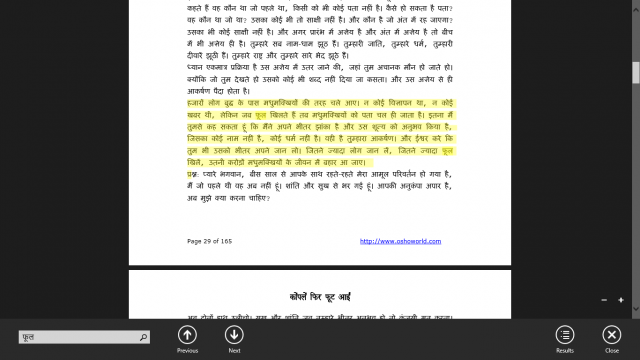 कहते हैं वह कौन था जो पहले था, किसी को भी कोई पता नहीं है। कैसे हो सकता है पता?
वह कौन था जो था? उसका कोई भी तो साक्षी नहीं है। और कौन है जो अंत में रह जाएगा?
उसका भी कोई साक्षी नहीं है। और अगर प्रारंभ में अज्ञेय है और अंत में अज्ञेय है तो बीच
में भी अज्ञेय ही है। तुम्हारे सब नाम-धाम झूठ हैं। तुम्हारी जाति, तुम्हारे धर्म, तुम्हारी
दीवारें झूठी हैं। तुम्हारे राष्ट्र और तुम्हारे सारे भेद झूठे हैं।
ध्यान एकमात्र प्रक्रिया है उस अज्ञेय में उतर जाने की, जहां तुम अचानक मौन हो जाते हो।
क्योंकि जो तुम देखते हो उसको कोई भी शब्द नहीं दिया जा सकता। और उस अज्ञेय से ही
आकर्षण पैदा होता है।
हजारों लोग बुद्ध के पास मधुमक्खियों की तरह चले आए। न कोई विज्ञापन था, न कोई
खबर थी, लेकिन जब फूल खिलते हैं तब मधुमक्खियों को पता चल ही जाता है। इतना मैं
तुमसे कह सकता हूं कि मैंने अपने भीतर झांका है और उस शून्य को अनुभव किया है,
जिसका कोई नाम नहीं है, कोई धर्म नहीं है। वही है तुम्हारा आकर्षण। और ईश्वर करे कि
तुम भी उसको भीतर अपने जान लो। जितने ज्यादा लोग जान लें, जितने ज्यादा फूल
खिलें, उतनी करोड़ों मधुमक्खियों के जीवन में बहार आ जाए।
प्रश्न: प्यारे भगवान, बीस साल से आपके साथ रहते-रहते मेरा आमूल परिवर्तन हो गया है,
मैं जो पहले थी वह अब नहीं हूं। शांति और सुख से भर गई हूं। आपकी अनुकंपा अपार है,
अब मुझे क्या करना चाहिए?
Page 29 of 165 http://www.oshoworld.com
कोंपलें फिर फूट आईं
फूल
Previous Next Results Close